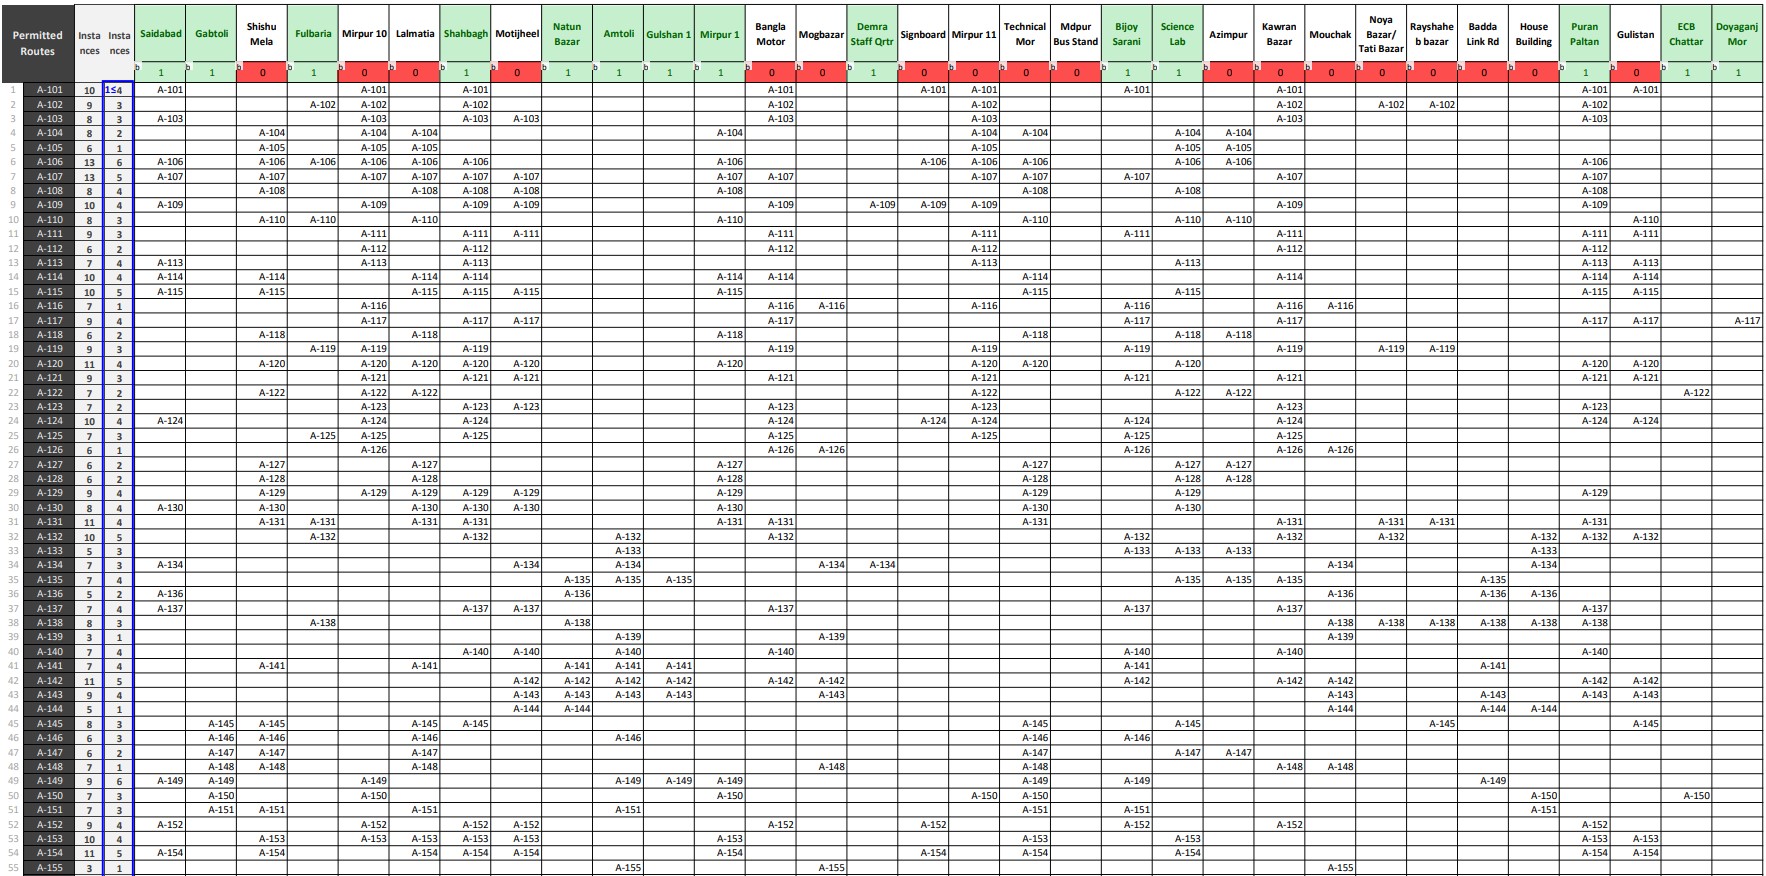 Permitted Routes Insta nces Insta nces Saidabad Gabtoli Shishu Mela Fulbaria Mirpur 10 Lalmatia Shahbagh Motijheel Natun Bazar Amtoli Gulshan 1 Mirpur 1 Bangla Motor Mogbazar Demra Staff Qrtr Signboard Mirpur 11 Technical Mor Mdpur Bus Stand Bijoy Sarani Science Lab Azimpur Kawran Bazar Mouchak Noya Bazar/ Tati Bazar Rayshahe b bazar Badda Link Rd House Building Puran Paltan Gulistan ECB Chattar Doyaganj Mor
b 1 b 1 b 0 b 1 b 0 b 0 b 1 b 0 b 1 b 1 b 1 b 1 b 0 b 0 b 1 b 0 b 0 b 0 b 0 b 1 b 1 b 0 b 0 b 0 b 0 b 0 b 0 b 0 b 1 b 0 b 1 b 1
1 A-101 10 1≤4 A-101 A-101 A-101 A-101 A-101 A-101 A-101 A-101 A-101 A-101
2 A-102 9 3 A-102 A-102 A-102 A-102 A-102 A-102 A-102 A-102 A-102
3 A-103 8 3 A-103 A-103 A-103 A-103 A-103 A-103 A-103 A-103
4 A-104 8 2 A-104 A-104 A-104 A-104 A-104 A-104 A-104 A-104
5 A-105 6 1 A-105 A-105 A-105 A-105 A-105 A-105
6 A-106 13 6 A-106 A-106 A-106 A-106 A-106 A-106 A-106 A-106 A-106 A-106 A-106 A-106 A-106
7 A-107 13 5 A-107 A-107 A-107 A-107 A-107 A-107 A-107 A-107 A-107 A-107 A-107 A-107 A-107
8 A-108 8 4 A-108 A-108 A-108 A-108 A-108 A-108 A-108 A-108
9 A-109 10 4 A-109 A-109 A-109 A-109 A-109 A-109 A-109 A-109 A-109 A-109
10 A-110 8 3 A-110 A-110 A-110 A-110 A-110 A-110 A-110 A-110
11 A-111 9 3 A-111 A-111 A-111 A-111 A-111 A-111 A-111 A-111 A-111
12 A-112 6 2 A-112 A-112 A-112 A-112 A-112 A-112
13 A-113 7 4 A-113 A-113 A-113 A-113 A-113 A-113 A-113
14 A-114 10 4 A-114 A-114 A-114 A-114 A-114 A-114 A-114 A-114 A-114 A-114
15 A-115 10 5 A-115 A-115 A-115 A-115 A-115 A-115 A-115 A-115 A-115 A-115
16 A-116 7 1 A-116 A-116 A-116 A-116 A-116 A-116 A-116
17 A-117 9 4 A-117 A-117 A-117 A-117 A-117 A-117 A-117 A-117 A-117
18 A-118 6 2 A-118 A-118 A-118 A-118 A-118 A-118
19 A-119 9 3 A-119 A-119 A-119 A-119 A-119 A-119 A-119 A-119 A-119
20 A-120 11 4 A-120 A-120 A-120 A-120 A-120 A-120 A-120 A-120 A-120 A-120 A-120
21 A-121 9 3 A-121 A-121 A-121 A-121 A-121 A-121 A-121 A-121 A-121
22 A-122 7 2 A-122 A-122 A-122 A-122 A-122 A-122 A-122
23 A-123 7 2 A-123 A-123 A-123 A-123 A-123 A-123 A-123
24 A-124 10 4 A-124 A-124 A-124 A-124 A-124 A-124 A-124 A-124 A-124 A-124
25 A-125 7 3 A-125 A-125 A-125 A-125 A-125 A-125 A-125
26 A-126 6 1 A-126 A-126 A-126 A-126 A-126 A-126
27 A-127 6 2 A-127 A-127 A-127 A-127 A-127 A-127
28 A-128 6 2 A-128 A-128 A-128 A-128 A-128 A-128
29 A-129 9 4 A-129 A-129 A-129 A-129 A-129 A-129 A-129 A-129 A-129
30 A-130 8 4 A-130 A-130 A-130 A-130 A-130 A-130 A-130 A-130
31 A-131 11 4 A-131 A-131 A-131 A-131 A-131 A-131 A-131 A-131 A-131 A-131 A-131
32 A-132 10 5 A-132 A-132 A-132 A-132 A-132 A-132 A-132 A-132 A-132 A-132
33 A-133 5 3 A-133 A-133 A-133 A-133 A-133
34 A-134 7 3 A-134 A-134 A-134 A-134 A-134 A-134 A-134
35 A-135 7 4 A-135 A-135 A-135 A-135 A-135 A-135 A-135
36 A-136 5 2 A-136 A-136 A-136 A-136 A-136
37 A-137 7 4 A-137 A-137 A-137 A-137 A-137 A-137 A-137
38 A-138 8 3 A-138 A-138 A-138 A-138 A-138 A-138 A-138 A-138
39 A-139 3 1 A-139 A-139 A-139
40 A-140 7 4 A-140 A-140 A-140 A-140 A-140 A-140 A-140
41 A-141 7 4 A-141 A-141 A-141 A-141 A-141 A-141 A-141
42 A-142 11 5 A-142 A-142 A-142 A-142 A-142 A-142 A-142 A-142 A-142 A-142 A-142
43 A-143 9 4 A-143 A-143 A-143 A-143 A-143 A-143 A-143 A-143 A-143
44 A-144 5 1 A-144 A-144 A-144 A-144 A-144
45 A-145 8 3 A-145 A-145 A-145 A-145 A-145 A-145 A-145 A-145
46 A-146 6 3 A-146 A-146 A-146 A-146 A-146 A-146
47 A-147 6 2 A-147 A-147 A-147 A-147 A-147 A-147
48 A-148 7 1 A-148 A-148 A-148 A-148 A-148 A-148 A-148
49 A-149 9 6 A-149 A-149 A-149 A-149 A-149 A-149 A-149 A-149 A-149
50 A-150 7 3 A-150 A-150 A-150 A-150 A-150 A-150 A-150
51 A-151 7 3 A-151 A-151 A-151 A-151 A-151 A-151 A-151
52 A-152 9 4 A-152 A-152 A-152 A-152 A-152 A-152 A-152 A-152 A-152
53 A-153 10 4 A-153 A-153 A-153 A-153 A-153 A-153 A-153 A-153 A-153 A-153
54 A-154 11 5 A-154 A-154 A-154 A-154 A-154 A-154 A-154 A-154 A-154 A-154 A-154
55 A-155 3 1 A-155 A-155 A-155